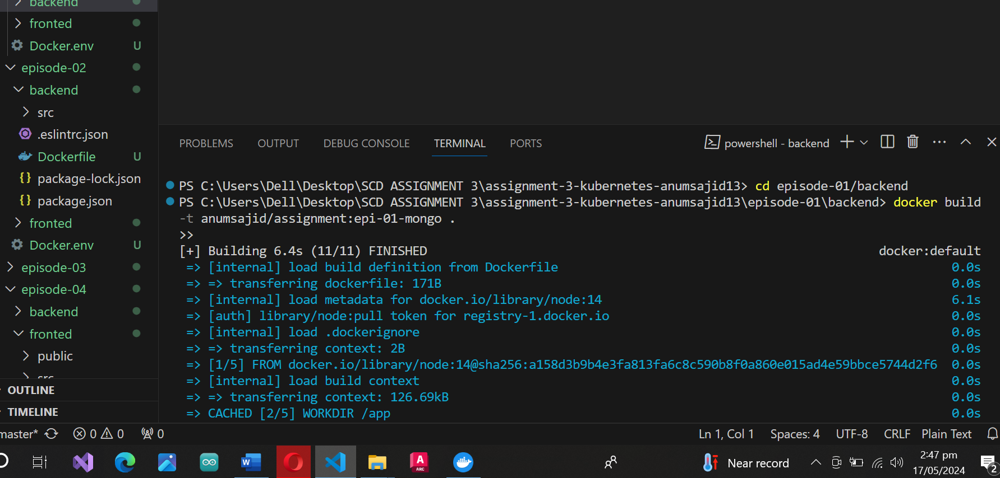 backend
fronted
Docker.env U
episode-02
backend
src
.eslintrc.json
Dockerfile U
package-lock.json
package.json
fronted
Docker.env U
episode-03
episode-04
backend
fronted
public
src
OUTLINE
TIMELINE
PROBLEMS OUTPUT DEBUG CONSOLE TERMINAL PORTS powershell - backend
PS C:\Users\Dell\Desktop\SCD ASSIGNMENT 3\assignment-3-kubernetes-anumsajid13> cd episode-01/backend
PS C:\Users\Dell\Desktop\SCD ASSIGNMENT 3\assignment-3-kubernetes-anumsajid13\episode-01\backend> docker build
-t anumsajid/assignment:epi-01-mongo .
>>
[+] Building 6.4s (11/11) FINISHED docker:default
=> [internal] load build definition from Dockerfile 0.0s
=> => transferring dockerfile: 171B 0.0s
=> [internal] load metadata for docker.io/library/node:14 6.1s
=> [auth] library/node:pull token for registry-1.docker.io 0.0s
=> [internal] load .dockerignore 0.0s
=> => transferring context: 2B 0.0s
=> [1/5] FROM docker.io/library/node:14@sha256:a158d3b9b4e3fa813fa6c8c590b8f0a860e015ad4e59bbce5744d2f6 0.0s
=> [internal] load build context 0.0s
=> => transferring context: 126.69kB 0.0s
=> CACHED [2/5] WORKDIR /app 0.0s
master* 0 0 0 Ln 1, Col 1 Spaces: 4 UTF-8 CRLF Plain Text
W A ARC Near record 2:47 pm
17/05/2024 2